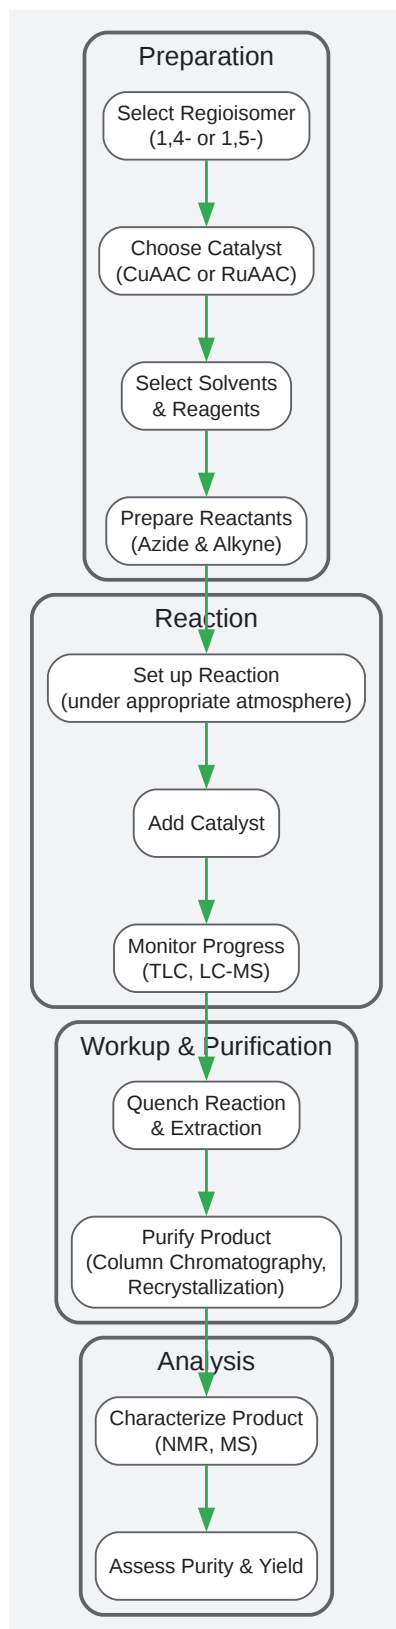 Preparation
Select Regioisomer
(1,4- or 1,5-)
Choose Catalyst
(CuAAC or RuAAC)
Select Solvents
& Reagents
Prepare Reactants
(Azide & Alkyne)
Reaction
Set up Reaction
(under appropriate atmosphere)
Add Catalyst
Monitor Progress
(TLC, LC-MS)
Workup & Purification
Quench Reaction
& Extraction
Purify Product
(Column Chromatography,
Recrystallization)
Analysis
Characterize Product
(NMR, MS)
Assess Purity & Yield